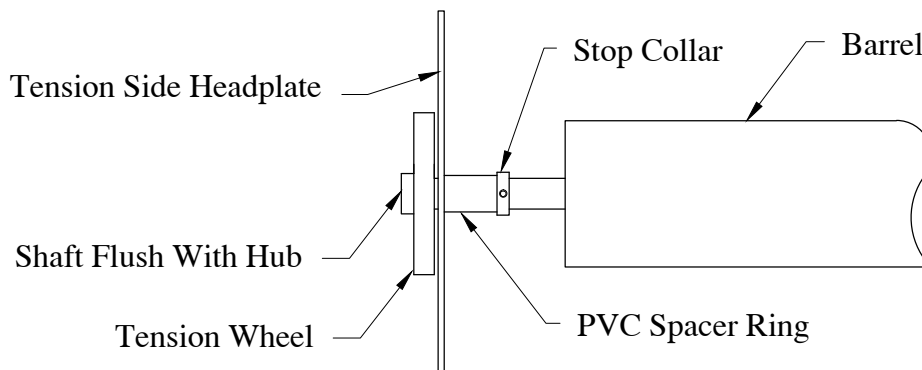 Stop Collar
Barrel
Tension Side Headplate
Shaft Flush With Hub
PVC Spacer Ring
Tension Wheel